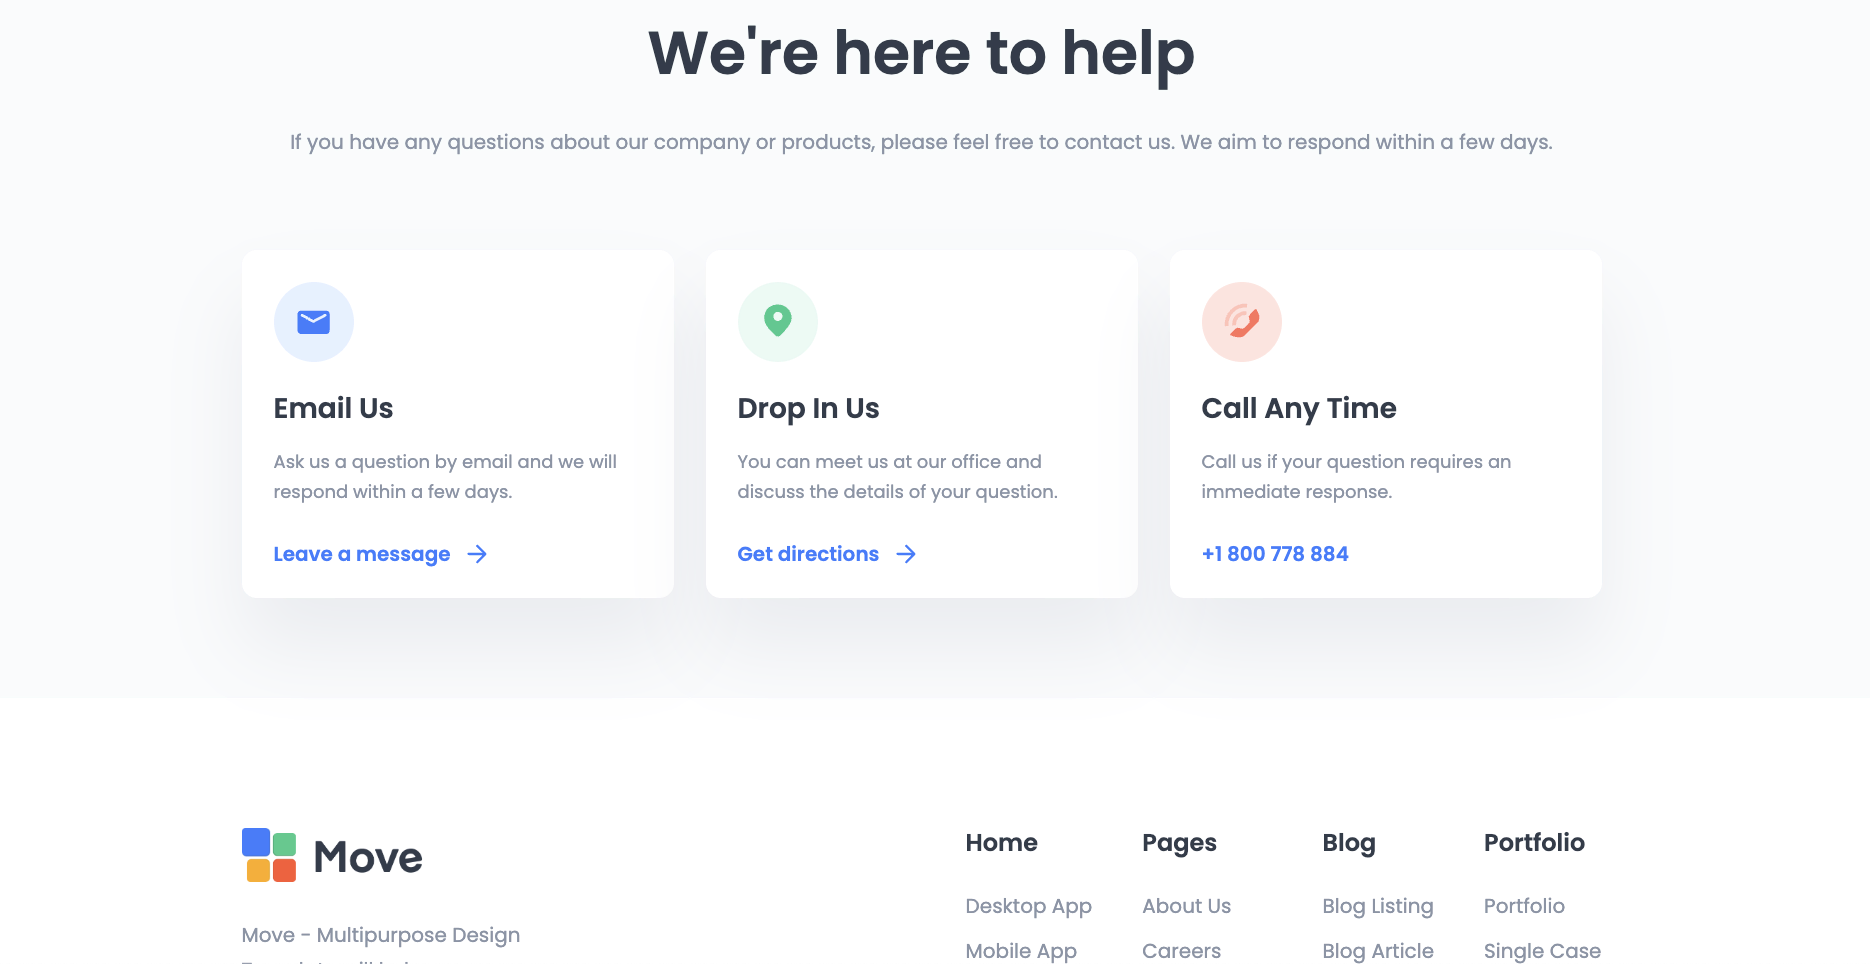 We're here to help
If you have any questions about our company or products, please feel free to contact us. We aim to respond within a few days.
Email Us
Ask us a question by email and we will
respond within a few days.
Leave a message
Drop In Us
You can meet us at our office and
discuss the details of your question.
Get directions
Call Any Time
Call us if your question requires an
immediate response.
+1 800 778 884
Move
Move - Multipurpose Design
Home
Desktop App
Mobile App
Pages
About Us
Careers
Blog
Blog Listing
Blog Article
Portfolio
Portfolio
Single Case